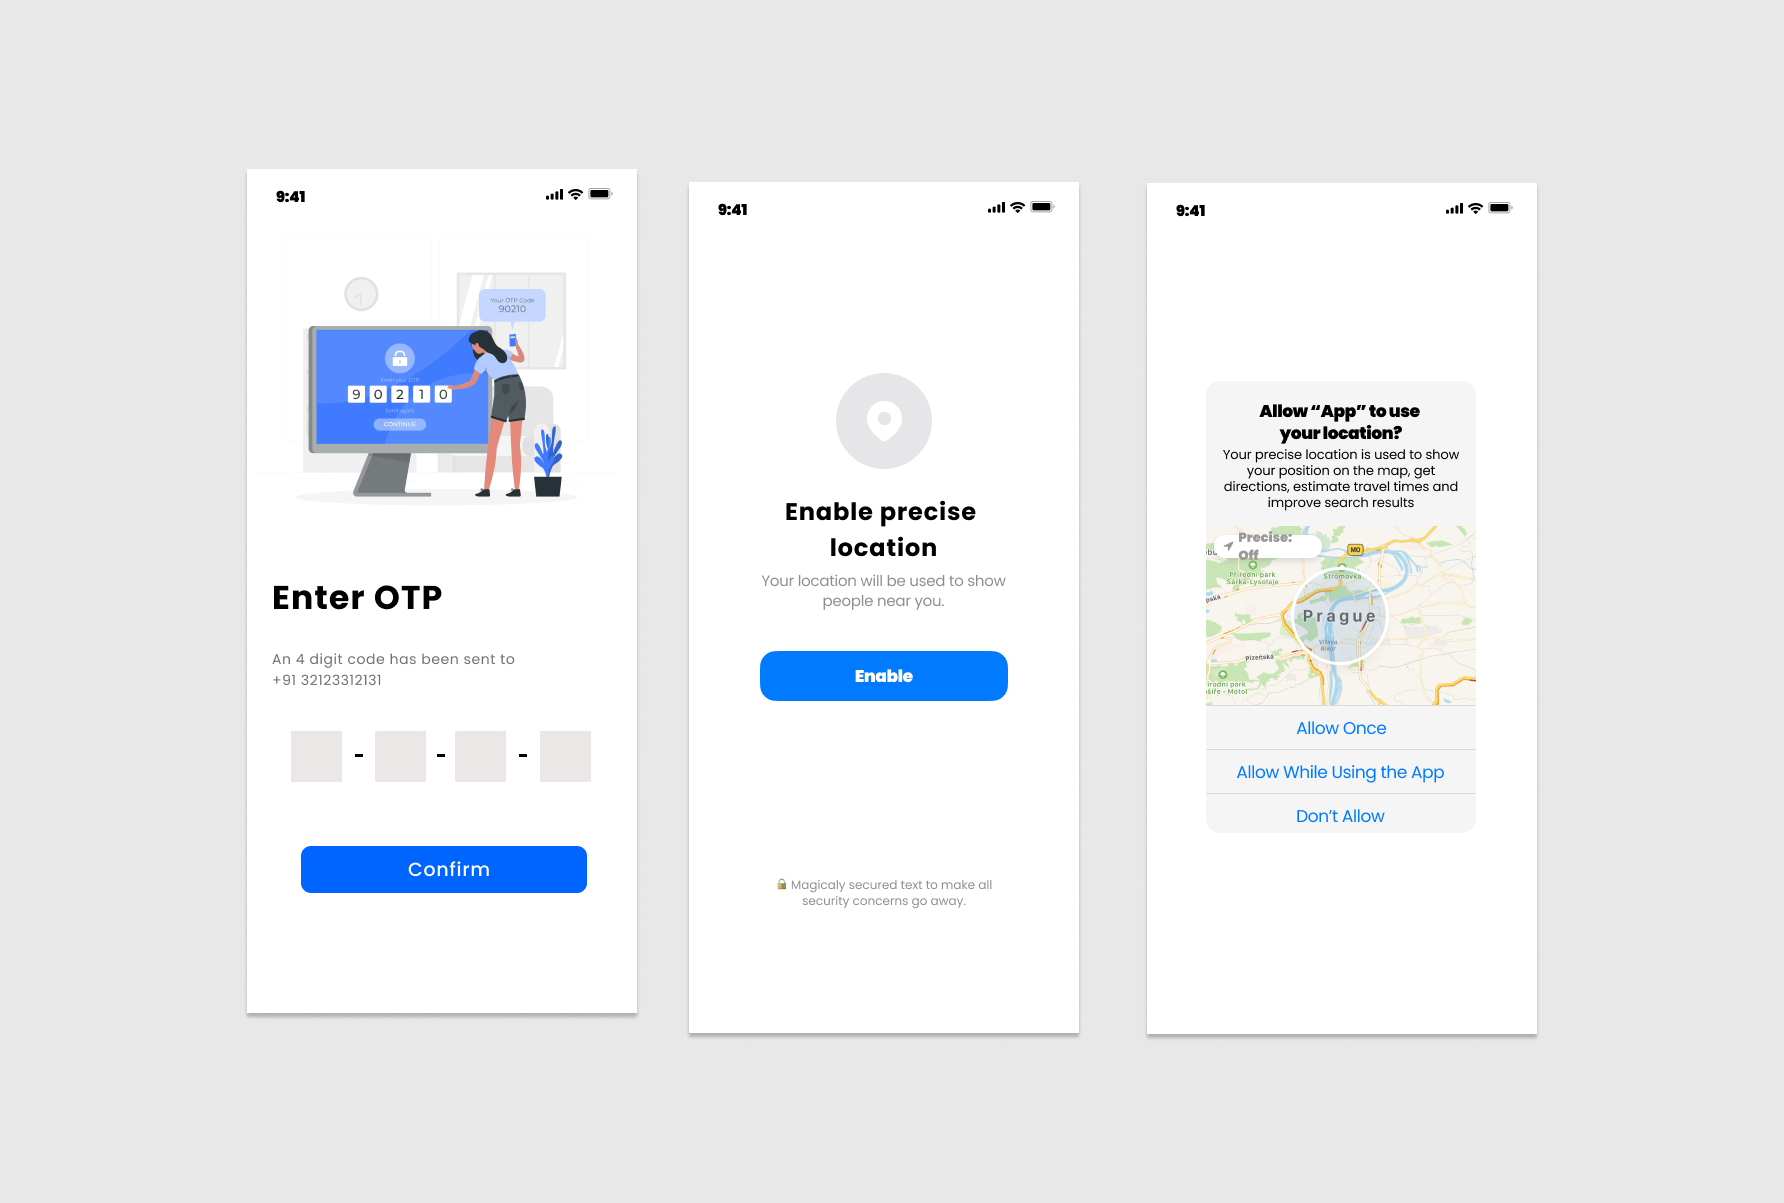 9:41
Your OTP Code
90210
Enter your OTP
9 0 2 1 0
Send again
CONTINUE
Enter OTP
An 4 digit code has been sent to
+91 32123312131
- - -
Confirm
9:41
Enable precise
location
Your location will be used to show
people near you.
Enable
Magicaly secured text to make all
security concerns go away.
9:41
Allow “App” to use
your location?
Your precise location is used to show
your position on the map, get
directions, estimate travel times and
improve search results
Precise:
Off
MO
Přírodní park
Šárka-Lysolaje
Stromovka
Prague
Vltava
River
Plzeňská
Allow Once
Allow While Using the App
Don’t Allow